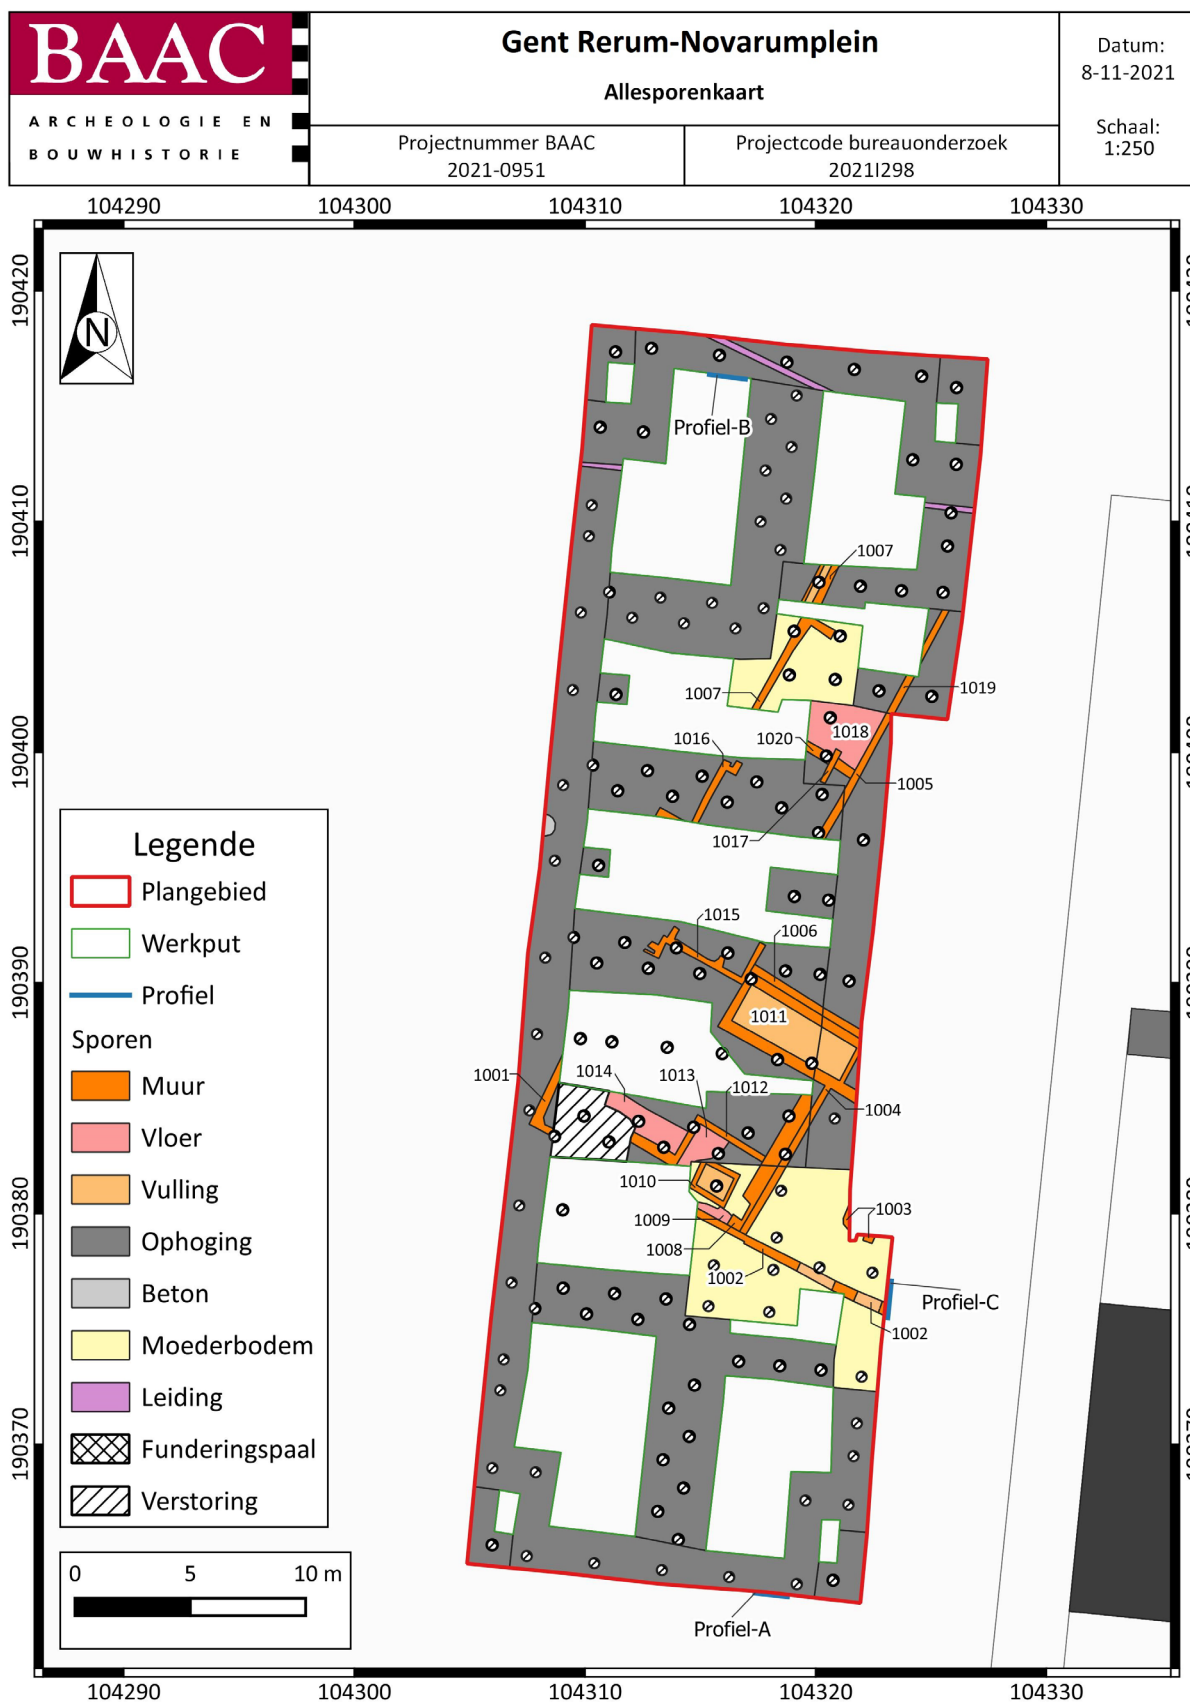 BAAC
ARCHEOLOGIE EN
BOUWHISTORIE
Gent Rerum-Novarumplein
Allesporenkaart
Projectnummer BAAC
2021-0951
Projectcode bureauonderzoek
2021I298
Datum:
8-11-2021
Schaal:
1:250
104290 104300 104310 104320 104330
190420
190410
190400
190390
190380
190370
N
Profiel-B
1007
1007
1019
1018
1020
1016
1005
1017
1015
1006
1011
1001
1014
1013
1012
1004
1010
1009
1008
1003
1002
Profiel-C
1002
Profiel-A
Legende
Plangebied
Werkput
Profiel
Sporen
Muur
Vloer
Vulling
Ophoging
Beton
Moederbodem
Leiding
Funderingspaal
Verstoring
0 5 10 m
104290 104300 104310 104320 104330